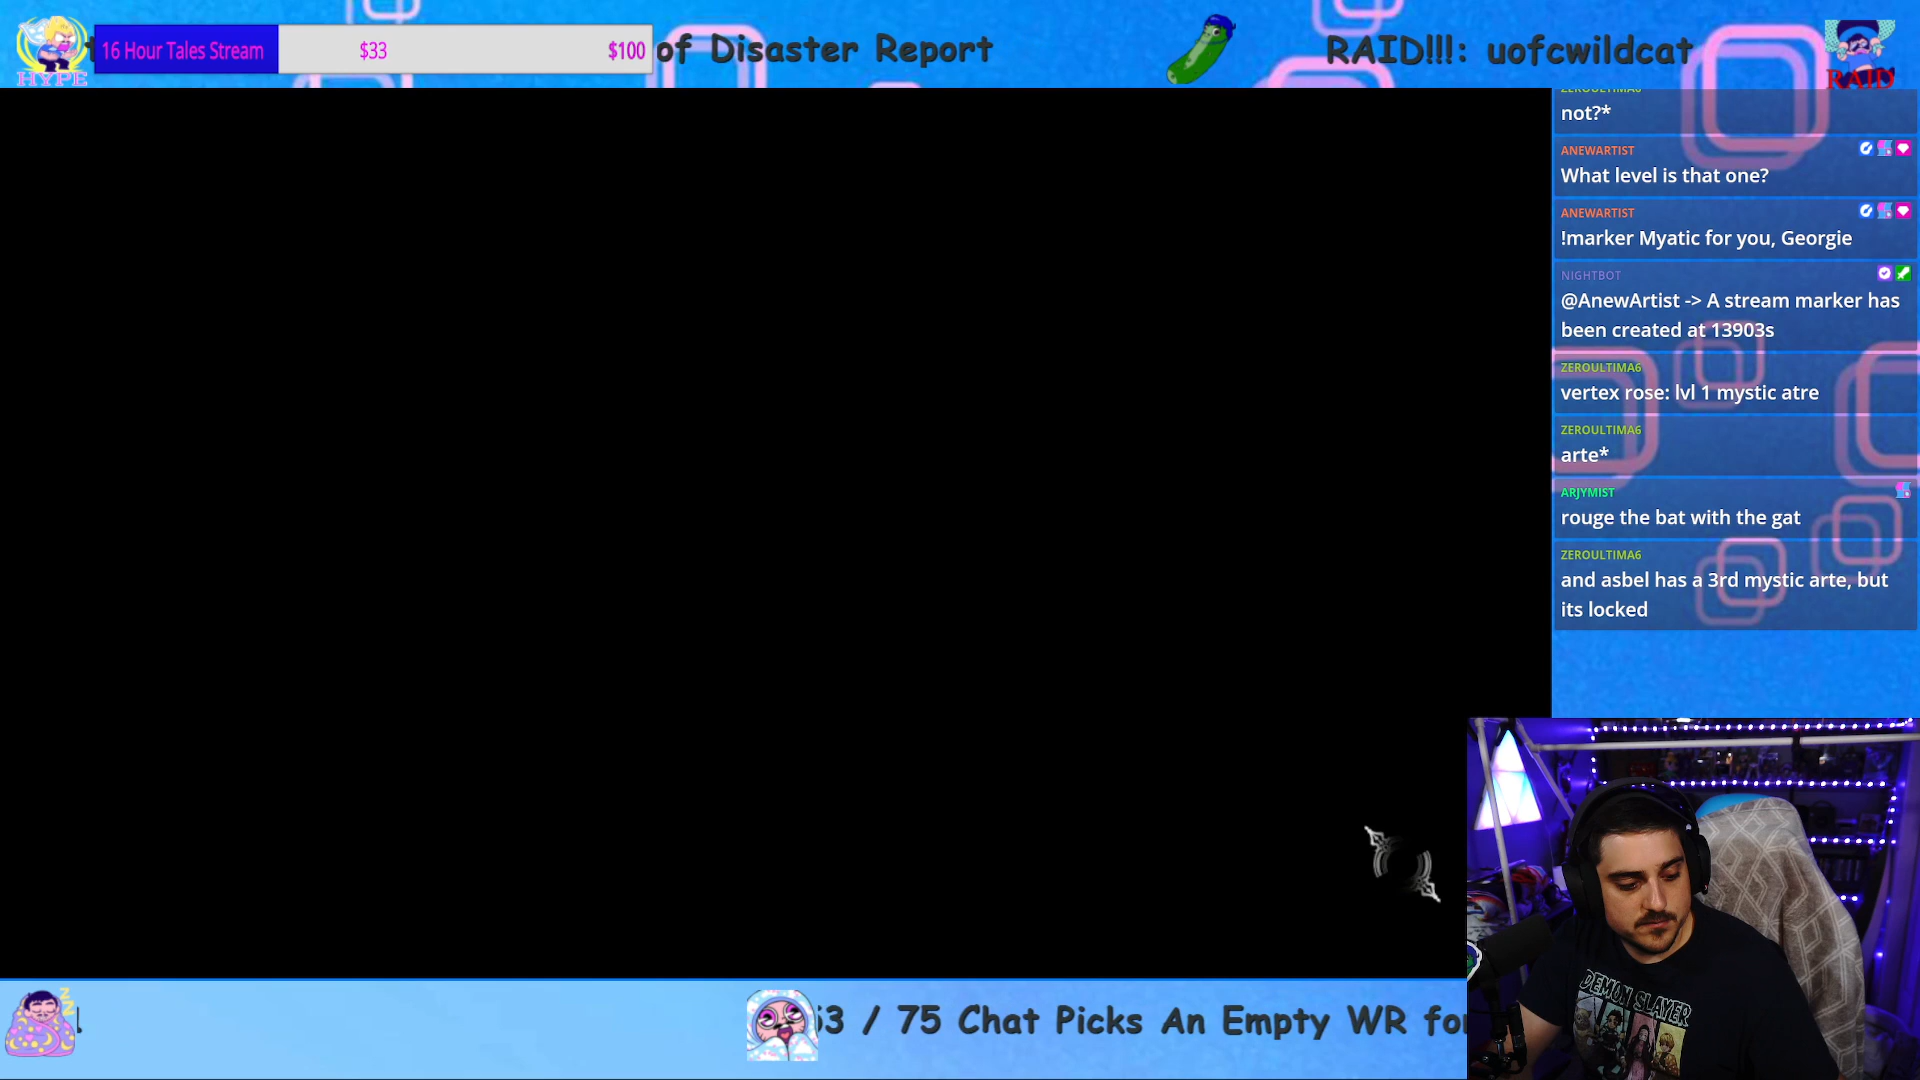 16 Hour Tales Stream $33 $100 of Disaster Report RAID!!!: uofcwildcat
HYPE
RAID
ZEROULTIMA6
not?*
ANEWARTIST
What level is that one?
ANEWARTIST
!marker Myatic for you, Georgie
NIGHTBOT
@AnewArtist -> A stream marker has
been created at 13903s
ZEROULTIMA6
vertex rose: lvl 1 mystic atre
ZEROULTIMA6
arte*
ARJYMIST
rouge the bat with the gat
ZEROULTIMA6
and asbel has a 3rd mystic arte, but
its locked
DEMON SLAYER
63 / 75 Chat Picks An Empty WR for